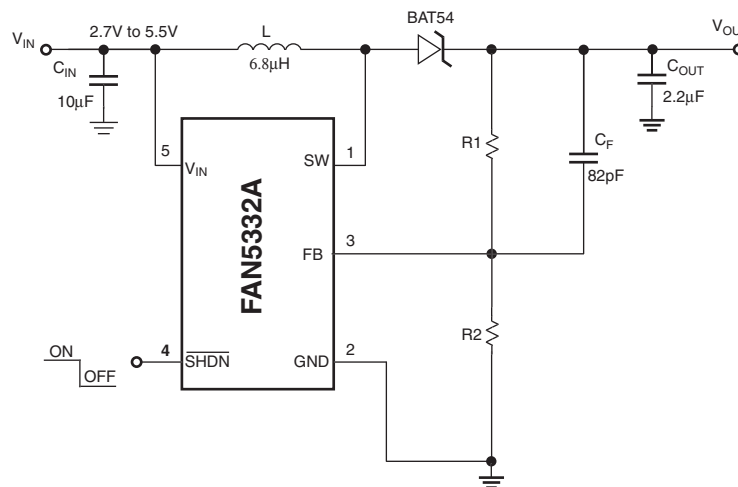 BAT54
V_IN
2.7V to 5.5V
L
V_OU
C_IN
6.8μH
C_OUT
10μF
2.2μF
R1
C_F
82pF
5
1
V_IN
SW
FAN5332A
FB
3
R2
ON
OFF
4
SHDN
GND
2